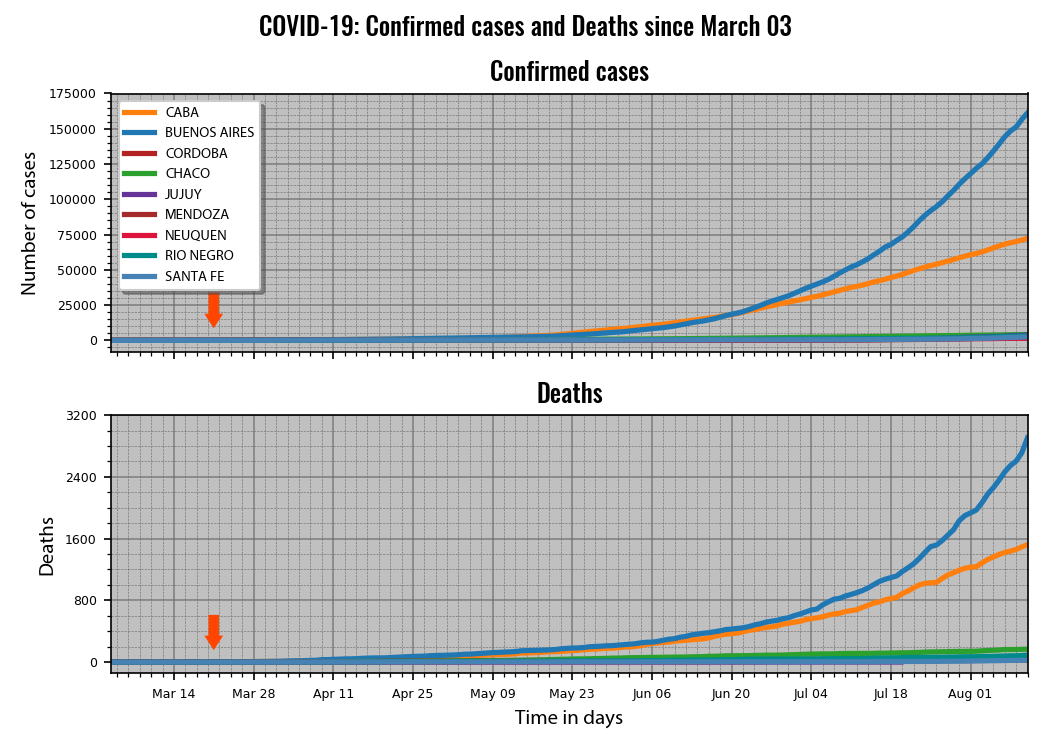 COVID-19: Confirmed cases and Deaths since March 03
Confirmed cases
175000
150000
125000
100000
75000
50000
25000
0
Number of cases
CABA
BUENOS AIRES
CORDOBA
CHACO
JUJUY
MENDOZA
NEUQUEN
RIO NEGRO
SANTA FE
Deaths
3200
2400
1600
800
0
Deaths
Mar 14 Mar 28 Apr 11 Apr 25 May 09 May 23 Jun 06 Jun 20 Jul 04 Jul 18 Aug 01
Time in days